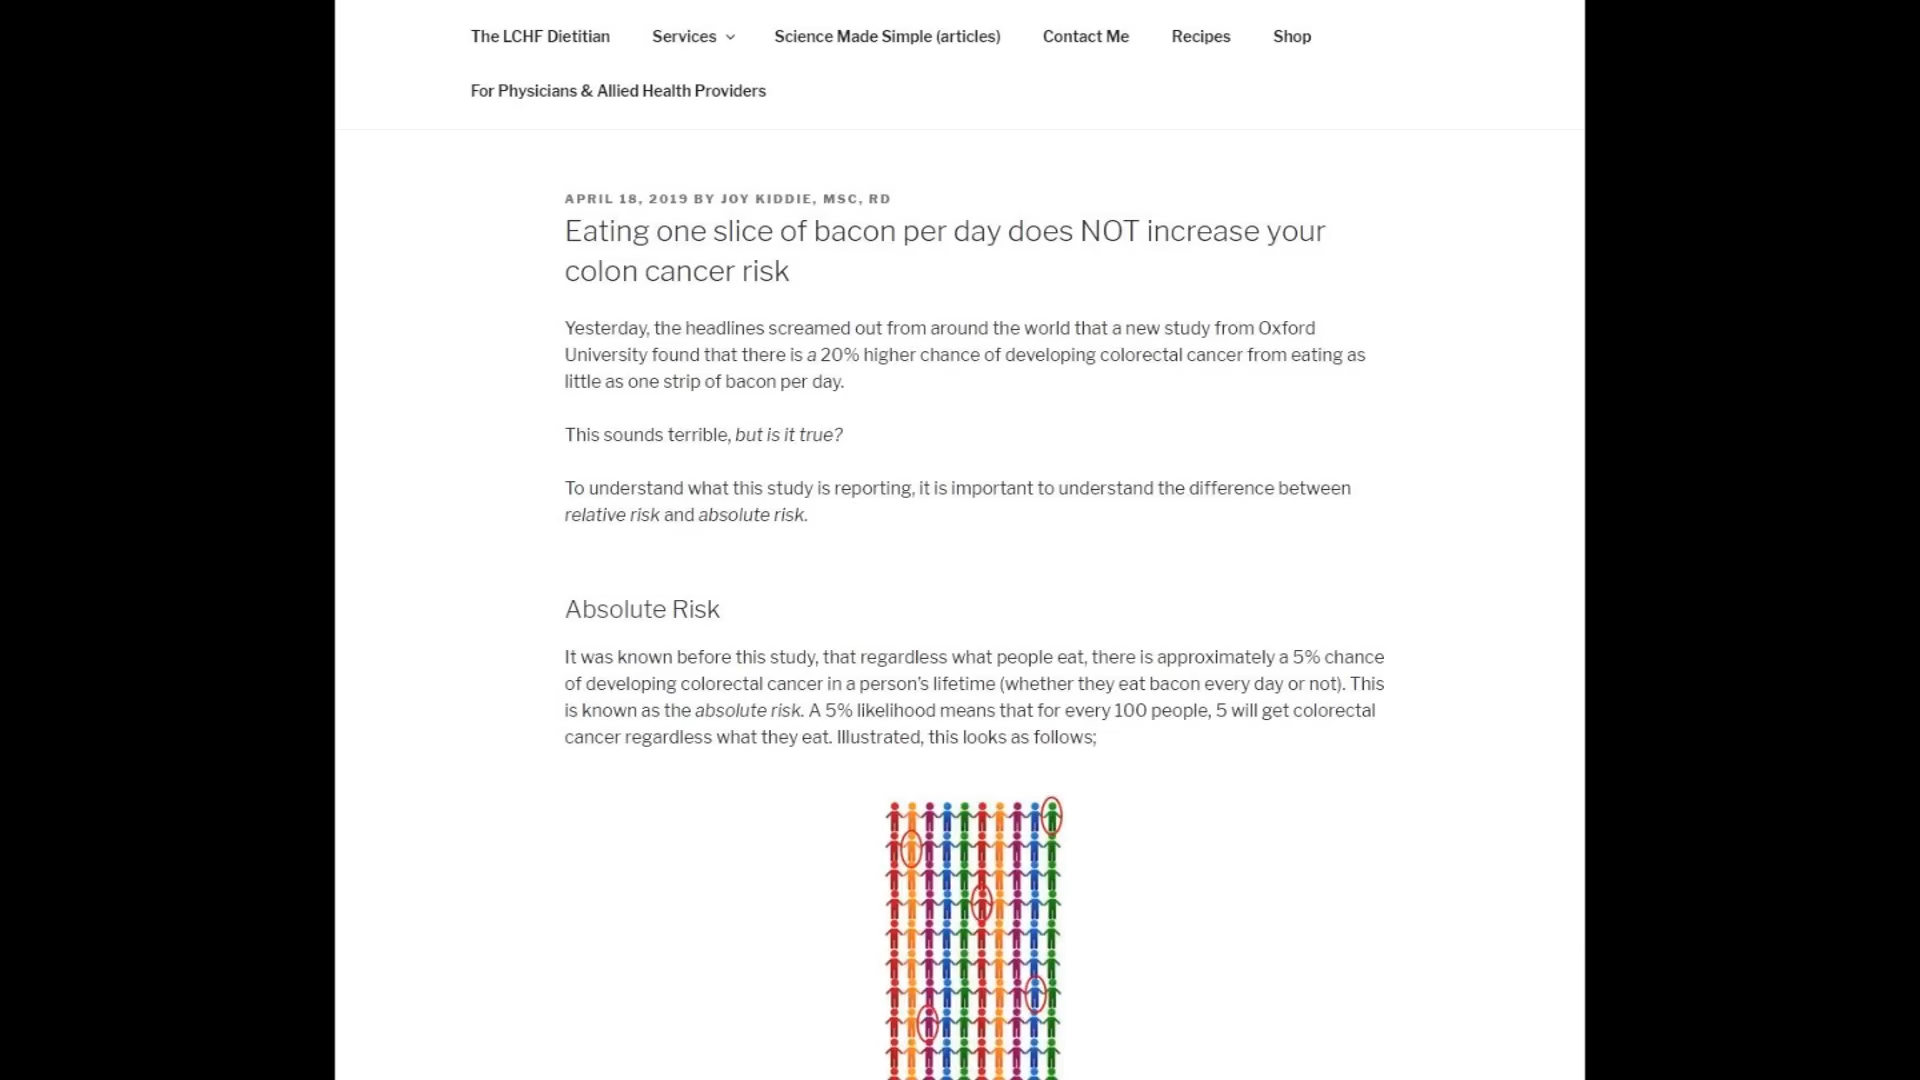 The LCHF Dietitian Services Science Made Simple (articles) Contact Me Recipes Shop
For Physicians & Allied Health Providers
APRIL 18, 2019 BY JOY KIDDIE, MSC, RD
Eating one slice of bacon per day does NOT increase your
colon cancer risk
Yesterday, the headlines screamed out from around the world that a new study from Oxford
University found that there is a 20% higher chance of developing colorectal cancer from eating as
little as one strip of bacon per day.
This sounds terrible, but is it true?
To understand what this study is reporting, it is important to understand the difference between
relative risk and absolute risk.
Absolute Risk
It was known before this study, that regardless what people eat, there is approximately a 5% chance
of developing colorectal cancer in a person's lifetime (whether they eat bacon every day or not). This
is known as the absolute risk. A 5% likelihood means that for every 100 people, 5 will get colorectal
cancer regardless what they eat. Illustrated, this looks as follows;